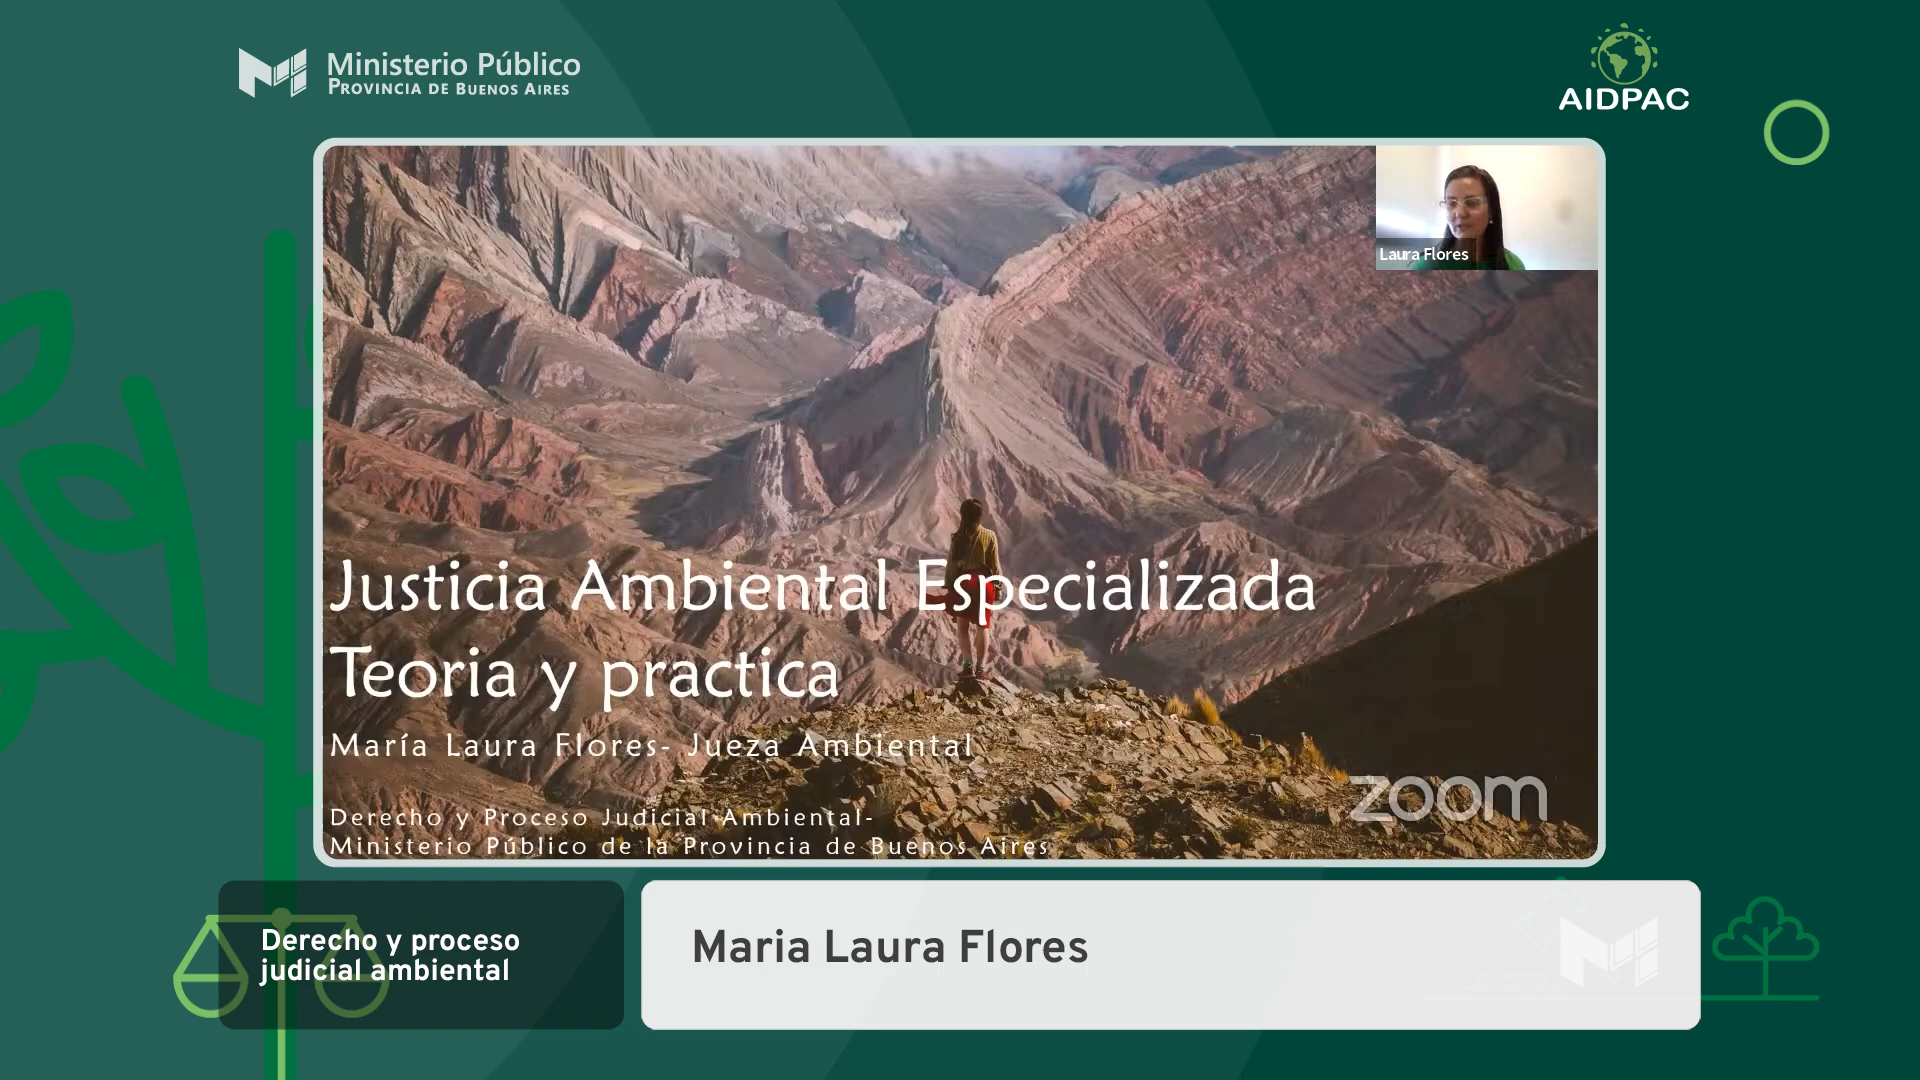 Ministerio Público
PROVINCIA DE BUENOS AIRES
AIDPAC
Laura Flores
Justicia Ambiental Especializada
Teoria y practica
María Laura Flores- Jueza Ambiental
zoom
Derecho y Proceso Judicial Ambiental-
Ministerio Público de la Provincia de Buenos Aires
Derecho y proceso
judicial ambiental
Maria Laura Flores